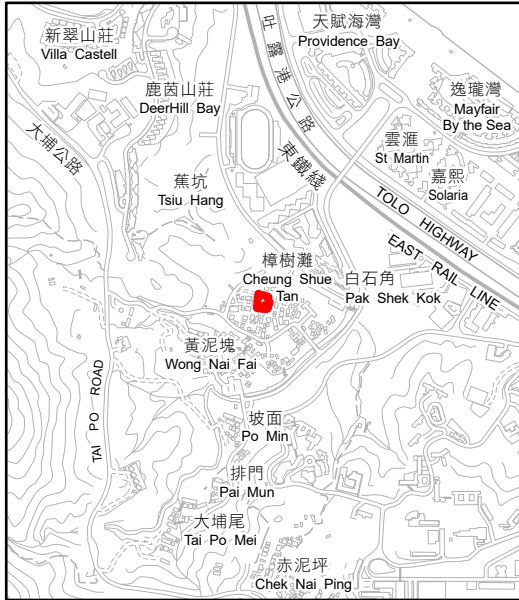 新翠山莊
Villa Castell
吐露港公路
天賦海灣
Providence Bay
鹿茵山莊
DeerHill Bay
逸瓏灣
Mayfair
By the Sea
大埔公路
雲滙
St Martin
東鐵綫
嘉熙
Solaria
蕉坑
Tsiu Hang
TOLO HIGHWAY
EAST RAIL LINE
樟樹灘
Cheung Shue
Tan
白石角
Pak Shek Kok
黃泥塊
Wong Nai Fai
TAI PO ROAD
坡面
Po Min
排門
Pai Mun
大埔尾
Tai Po Mei
赤泥坪
Chek Nai Ping